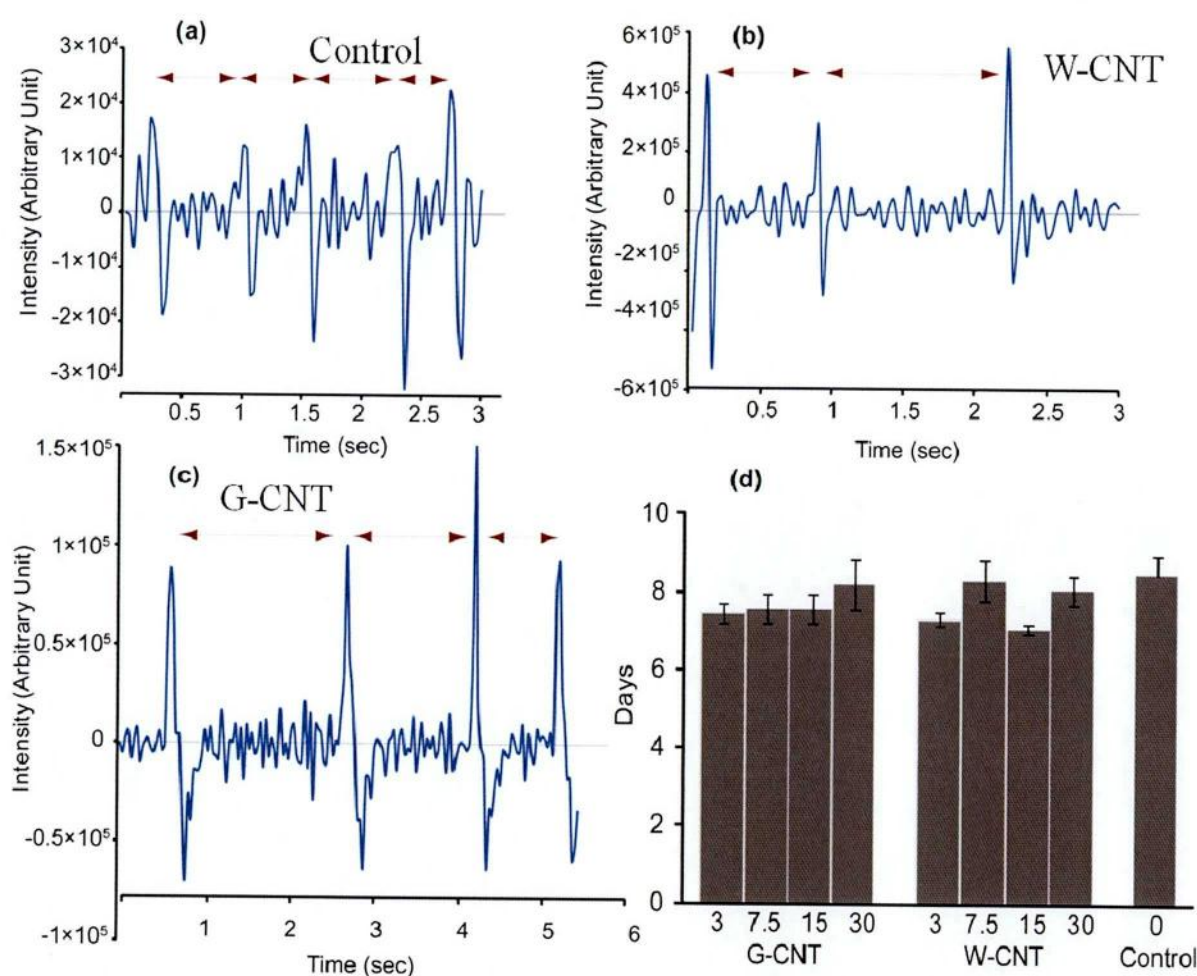 (a)
Control
Intensity (Arbitrary Unit)
3×10⁴
2×10⁴
1×10⁴
0
-1×10⁴
-2×10⁴
-3×10⁴
0.5 1 1.5 2 2.5 3
Time (sec)
(b)
W-CNT
Intensity (Arbitrary Unit)
6×10⁵
4×10⁵
2×10⁵
0
-2×10⁵
-4×10⁵
-6×10⁵
0.5 1 1.5 2 2.5 3
Time (sec)
(c)
G-CNT
Intensity (Arbitrary Unit)
1.5×10⁵
1×10⁵
0.5×10⁵
0
-0.5×10⁵
-1×10⁵
1 2 3 4 5 6
Time (sec)
(d)
Days
10
8
6
4
2
0
3 7.5 15 30 3 7.5 15 30 0
G-CNT W-CNT Control